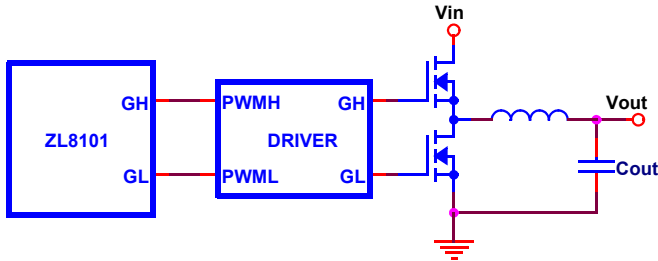 Vin
GH
PWMH
GH
Vout
ZL8101
DRIVER
Cout
GL
PWML
GL